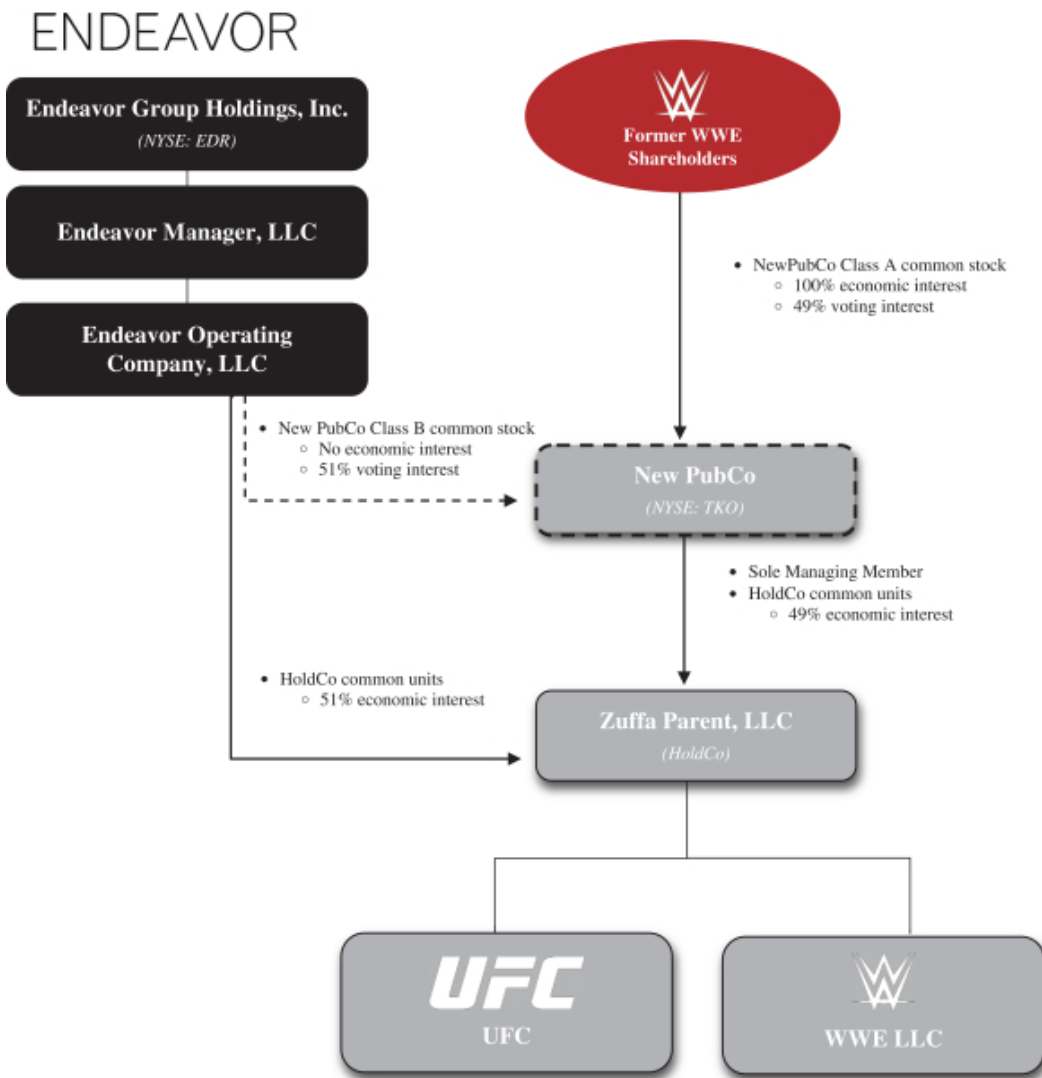 ENDEAVOR
Endeavor Group Holdings, Inc.
(NYSE: EDR)
Endeavor Manager, LLC
Endeavor Operating
Company, LLC
W
Former WWE
Shareholders
• NewPubCo Class A common stock
○ 100% economic interest
○ 49% voting interest
• New PubCo Class B common stock
○ No economic interest
○ 51% voting interest
New PubCo
(NYSE: TKO)
• Sole Managing Member
• HoldCo common units
○ 49% economic interest
• HoldCo common units
○ 51% economic interest
Zuffa Parent, LLC
(HoldCo)
UFC
UFC
W
WWE LLC